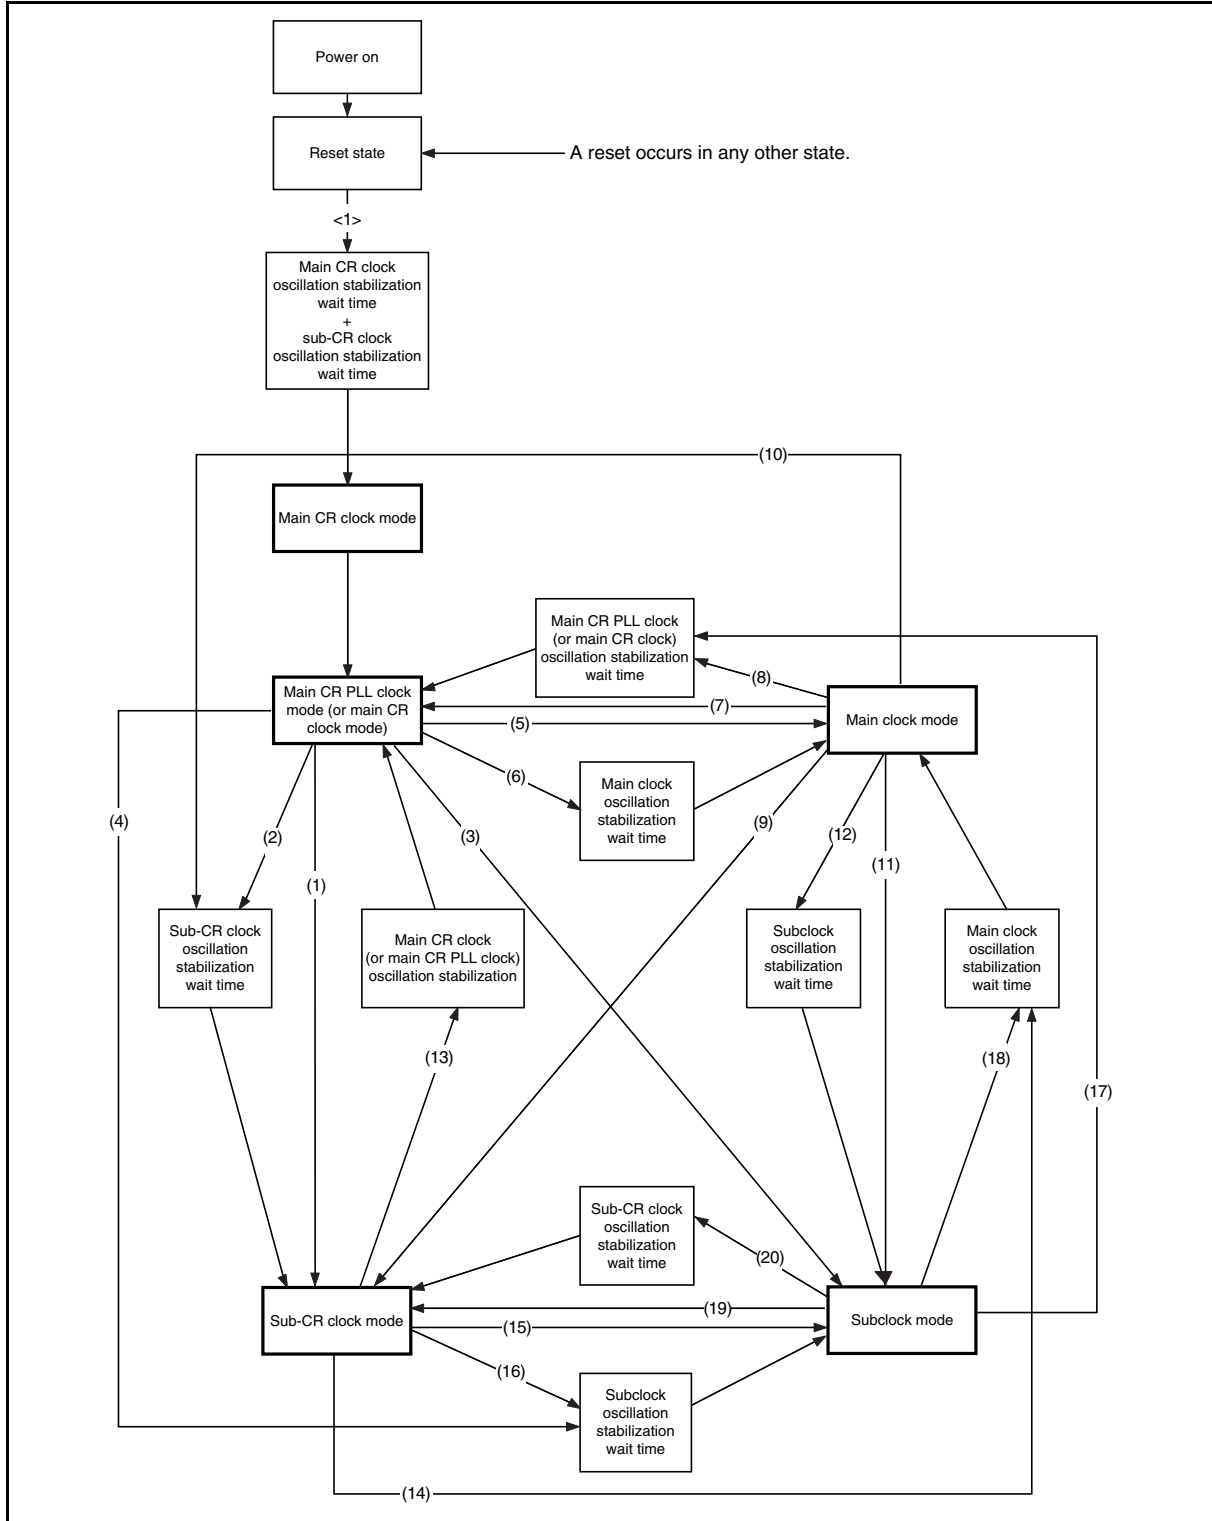 Power on
Reset state
A reset occurs in any other state.
<1>
Main CR clock
oscillation stabilization
wait time
+
sub-CR clock
oscillation stabilization
wait time
(10)
Main CR clock mode
Main CR PLL clock
(or main CR clock)
oscillation stabilization
wait time
(8)
Main CR PLL clock
mode (or main CR
clock mode)
(7)
(5)
Main clock mode
(6)
Main clock
oscillation
stabilization
wait time
(4)
(2)
(3)
(9)
(12)
(1)
(11)
Sub-CR clock
oscillation
stabilization
wait time
Main CR clock
(or main CR PLL clock)
oscillation stabilization
Subclock
oscillation
stabilization
wait time
Main clock
oscillation
stabilization
wait time
(13)
(18)
(17)
Sub-CR clock
oscillation
stabilization
wait time
(20)
Sub-CR clock mode
(19)
(15)
Subclock mode
(16)
Subclock
oscillation
stabilization
wait time
(14)